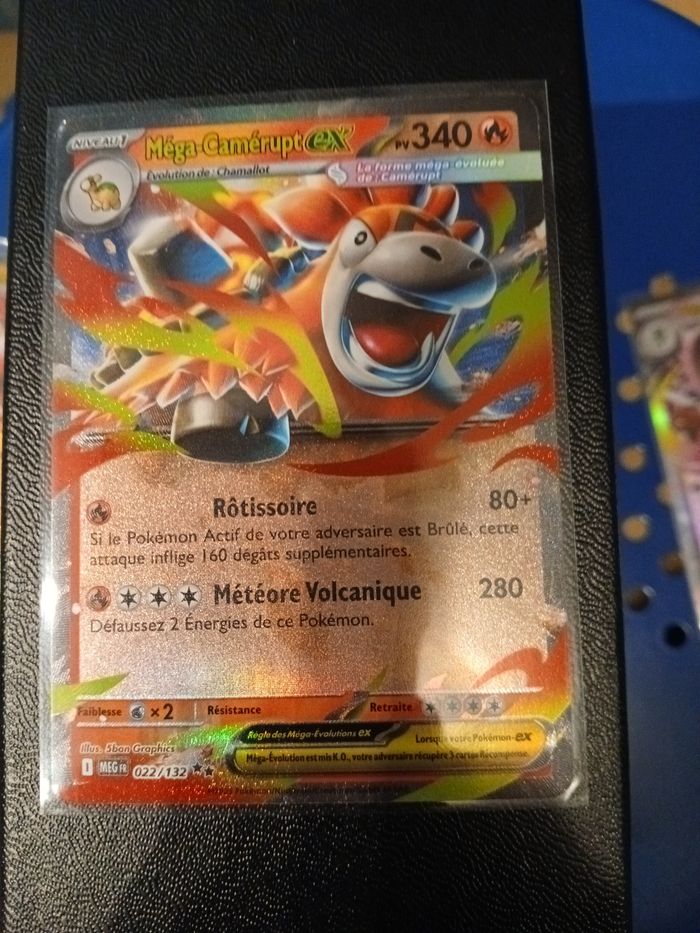 NIVEAU 1
Méga-Camérupt ex PV 340
Évolution de : Chamallot
La forme méga-évoluée
de Camérupt
Rôtissoire 80+
Si le Pokémon Actif de votre adversaire est Brûlé, cette
attaque inflige 160 dégâts supplémentaires.
Météore Volcanique 280
Défaussez 2 Énergies de ce Pokémon.
Faiblesse ×2 Résistance Retraite
Illus. 5ban Graphics
Règle des Méga-Évolutions ex Lorsque votre Pokémon-ex
Méga-Évolution est mis K.O., votre adversaire récupère 3 cartes Récompense.
I MEG FR 022/132 ★★